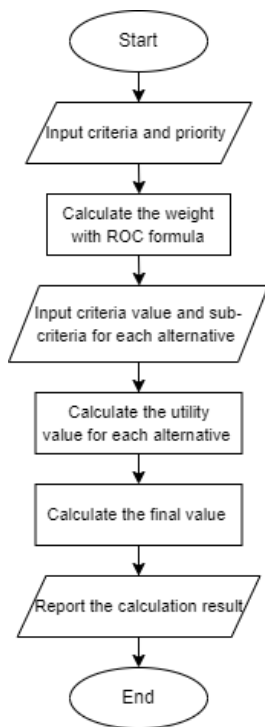 Start
Input criteria and priority
Calculate the weight
with ROC formula
Input criteria value and sub-
criteria for each alternative
Calculate the utility
value for each alternative
Calculate the final value
Report the calculation result
End